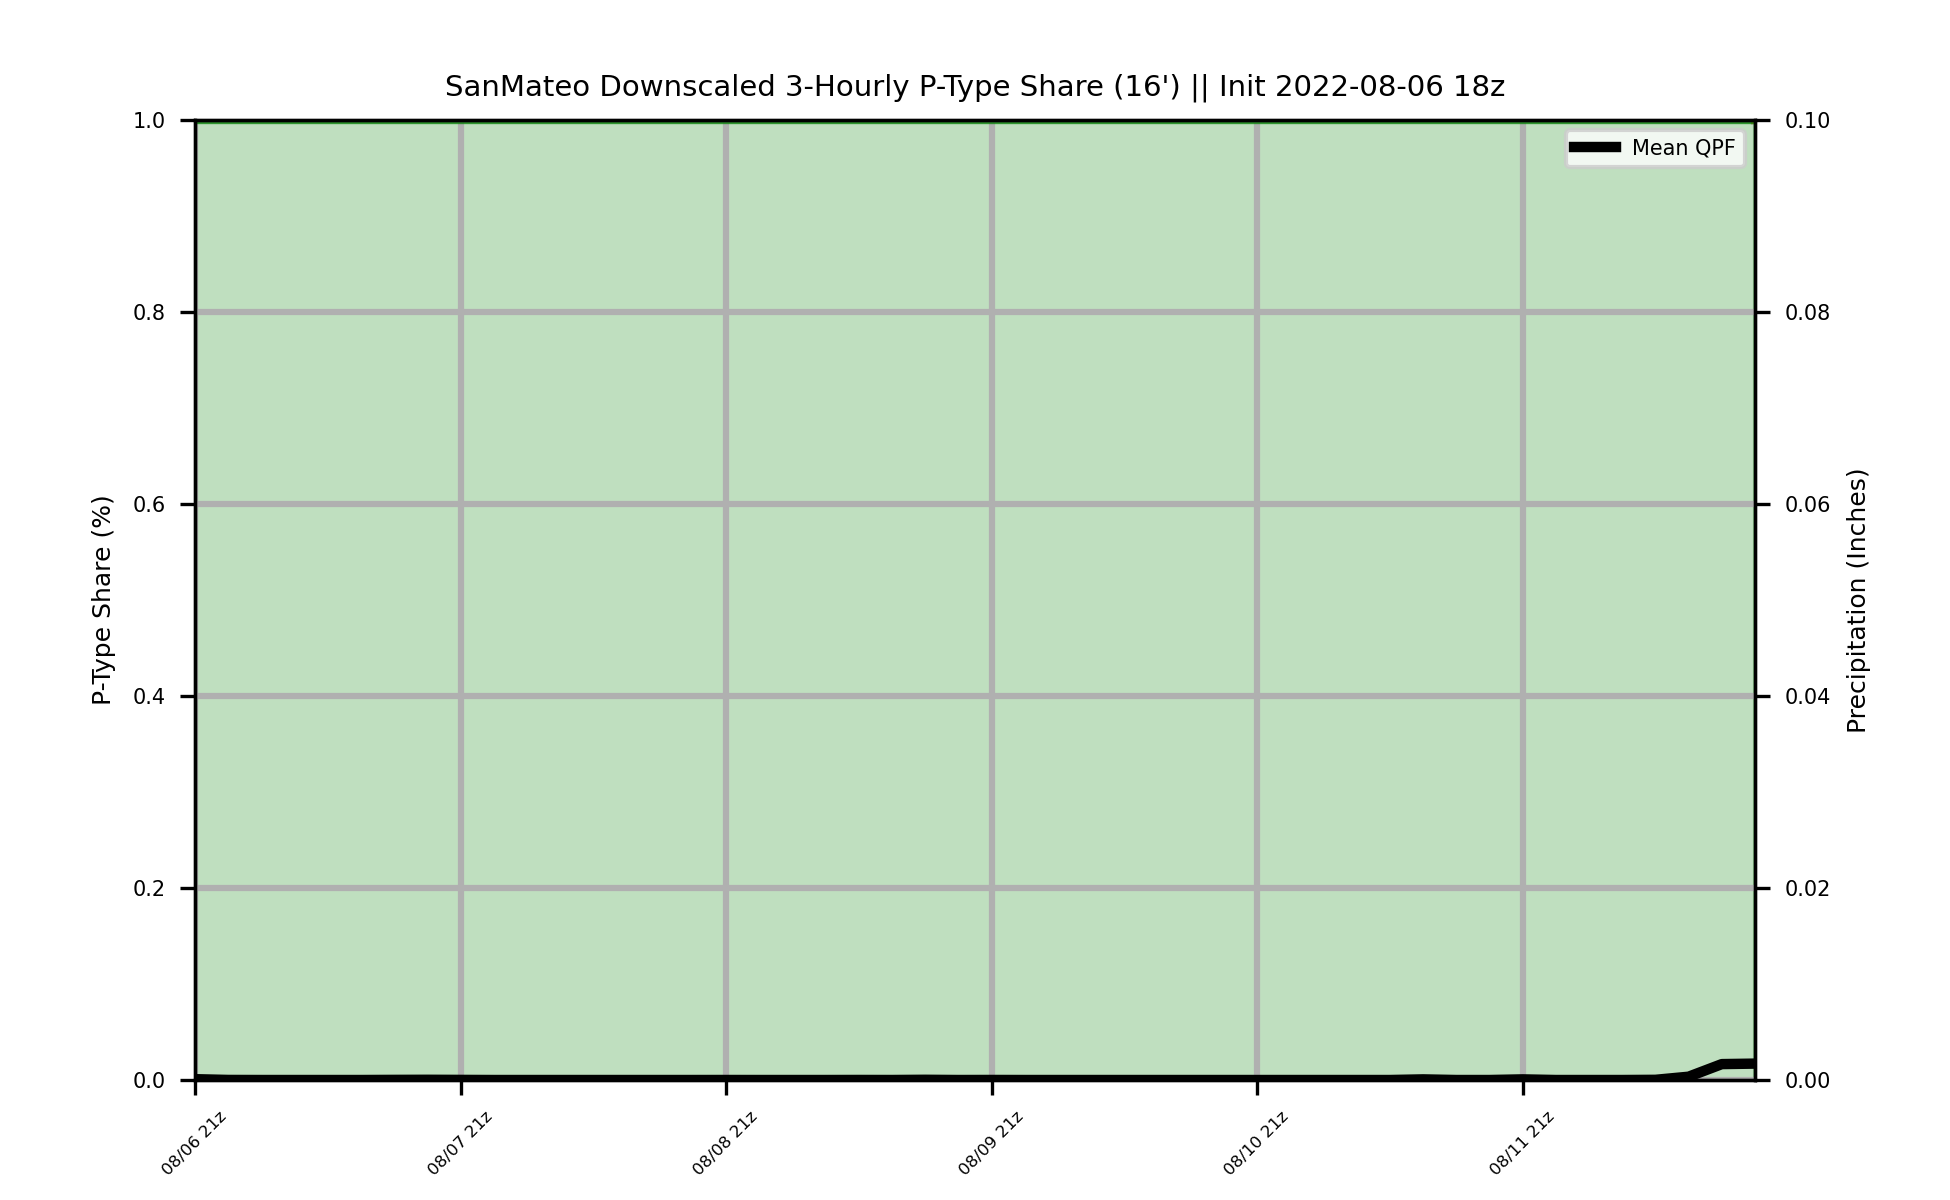 SanMateo Downscaled 3-Hourly P-Type Share (16') || Init 2022-08-06 18z
Mean QPF
P-Type Share (%)
1.0
0.8
0.6
0.4
0.2
0.0
Precipitation (Inches)
0.10
0.08
0.06
0.04
0.02
0.00
08/06 21z
08/07 21z
08/08 21z
08/09 21z
08/10 21z
08/11 21z